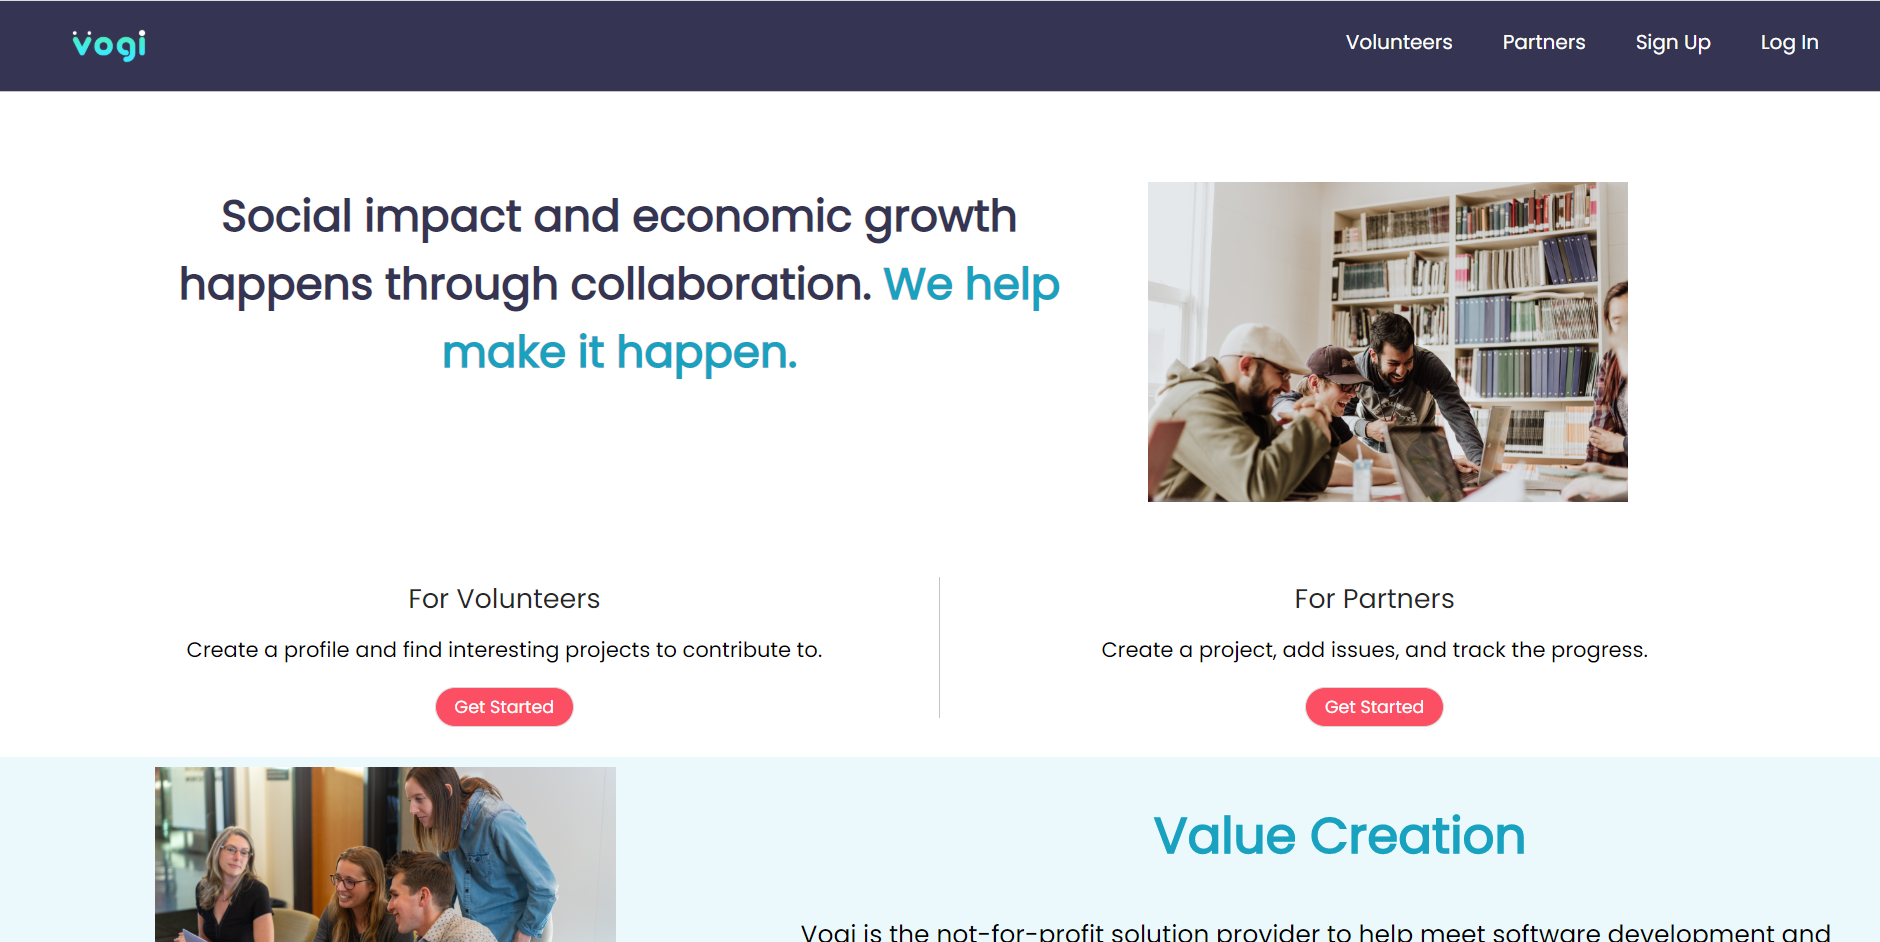 vogi
Volunteers
Partners
Sign Up
Log In
Social impact and economic growth
happens through collaboration. We help
make it happen.
For Volunteers
Create a profile and find interesting projects to contribute to.
Get Started
For Partners
Create a project, add issues, and track the progress.
Get Started
Value Creation
Vogi is the not-for-profit solution provider to help meet software development and